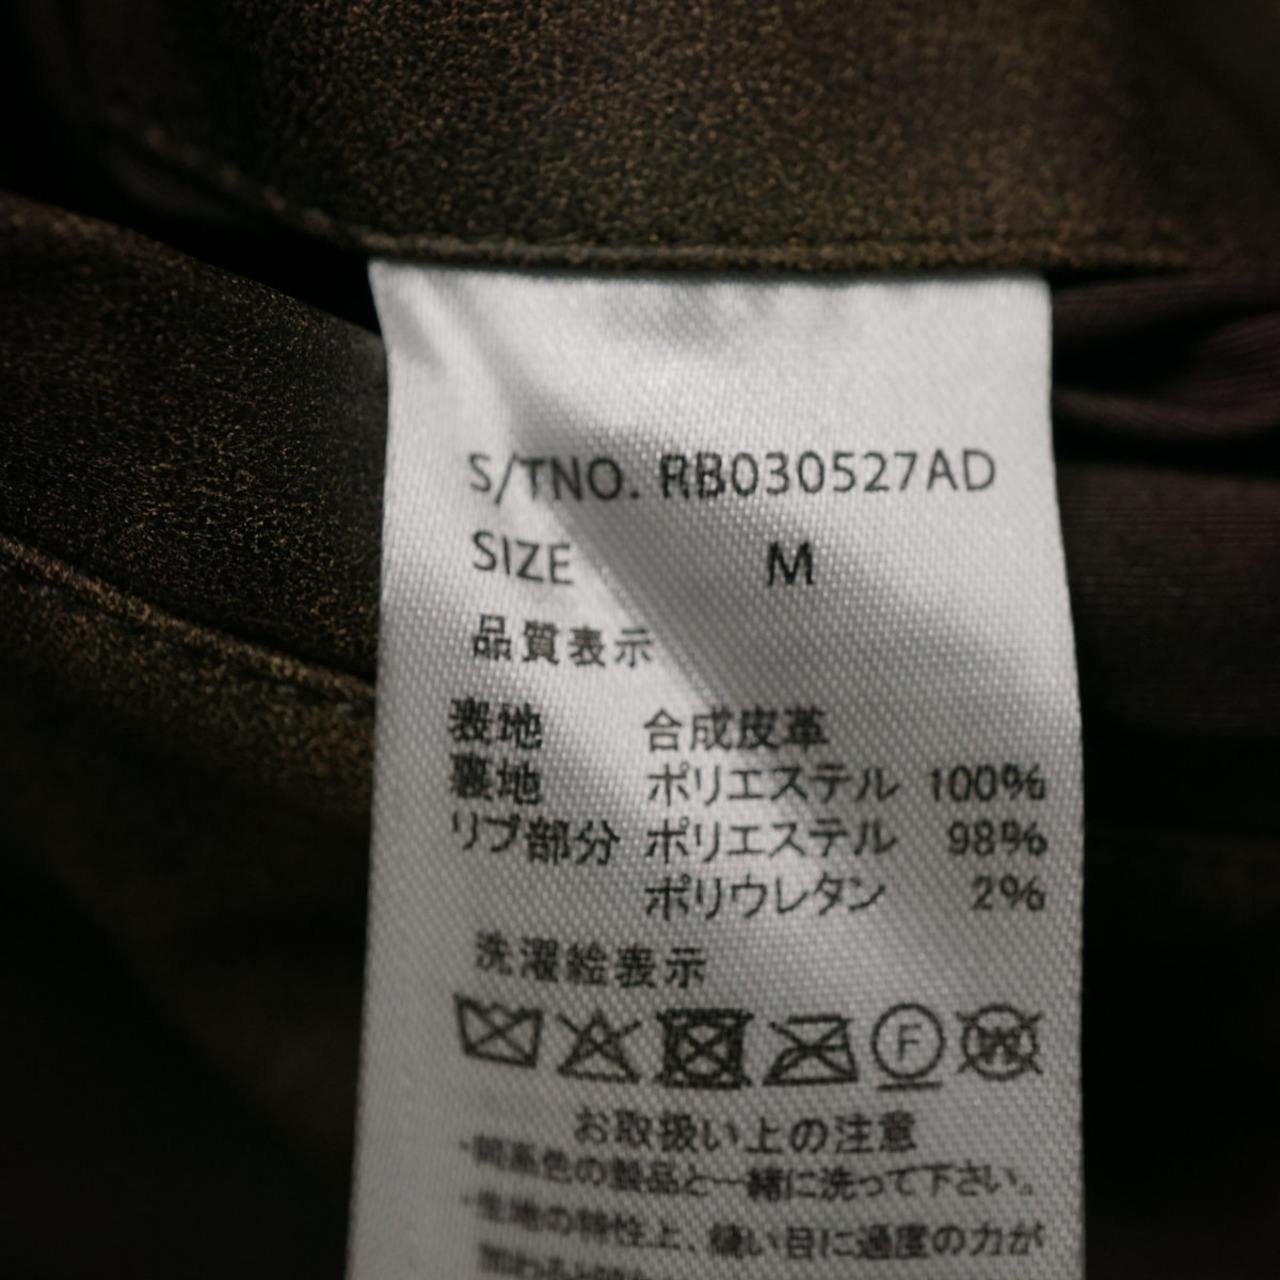 S/TNO. RB030527AD
SIZE M
品質表示
表地 合成皮革
裏地 ポリエステル 100%
リブ部分 ポリエステル 98%
ポリウレタン 2%
洗濯絵表示
F W
お取扱い上の注意
・同系色の製品と一緒に洗って下さい。
・生地の特性上、縫い目に過度の力が